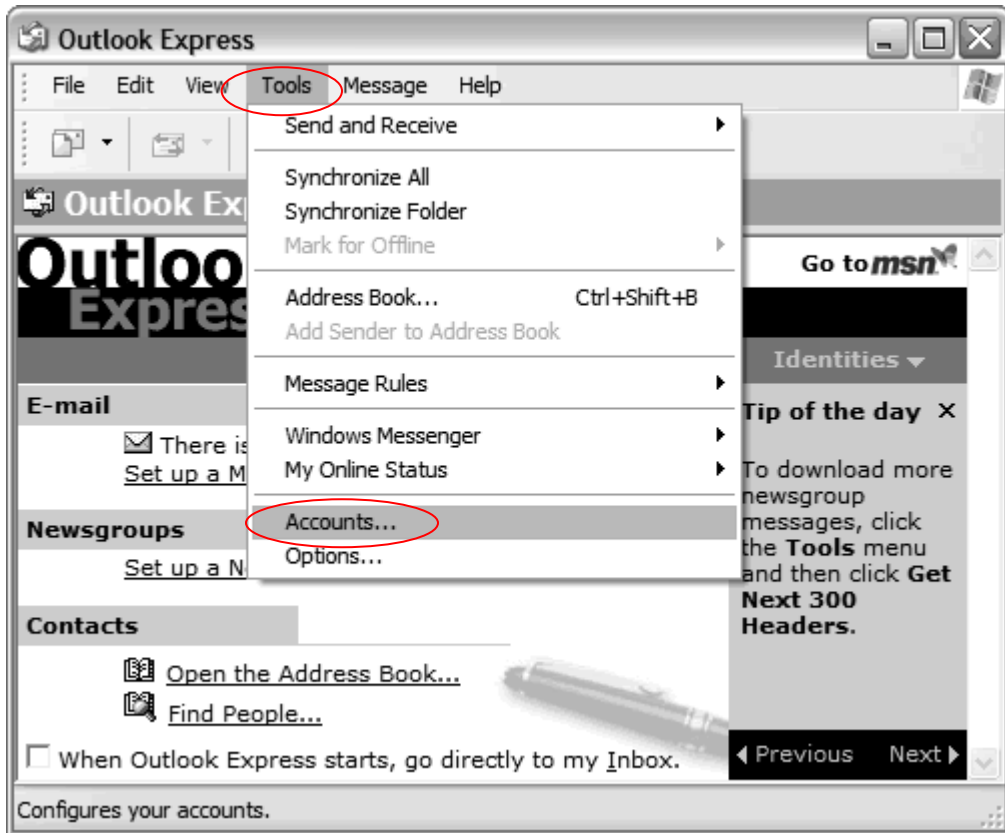 Outlook Express
File Edit View Tools Message Help
Send and Receive
Synchronize All
Synchronize Folder
Mark for Offline
Address Book... Ctrl+Shift+B
Add Sender to Address Book
Message Rules
Windows Messenger
My Online Status
Accounts...
Options...
Outlook Ex
Outloo
Expres
Go to msn
Identities
E-mail
There is
Set up a M
Newsgroups
Set up a N
Contacts
Open the Address Book...
Find People...
When Outlook Express starts, go directly to my Inbox.
Tip of the day
To download more
newsgroup
messages, click
the Tools menu
and then click Get
Next 300
Headers.
Previous Next
Configures your accounts.